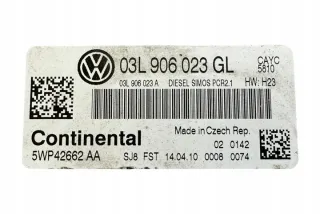 03L 906 023 GL
CAYC
5810
03L 906 023 A DIESEL SIMOS PCR2.1 HW: H23
Continental
Made in Czech Rep.
02 0142
5WP42662 AA
SJ8 FST 14.04.10 0008 0074